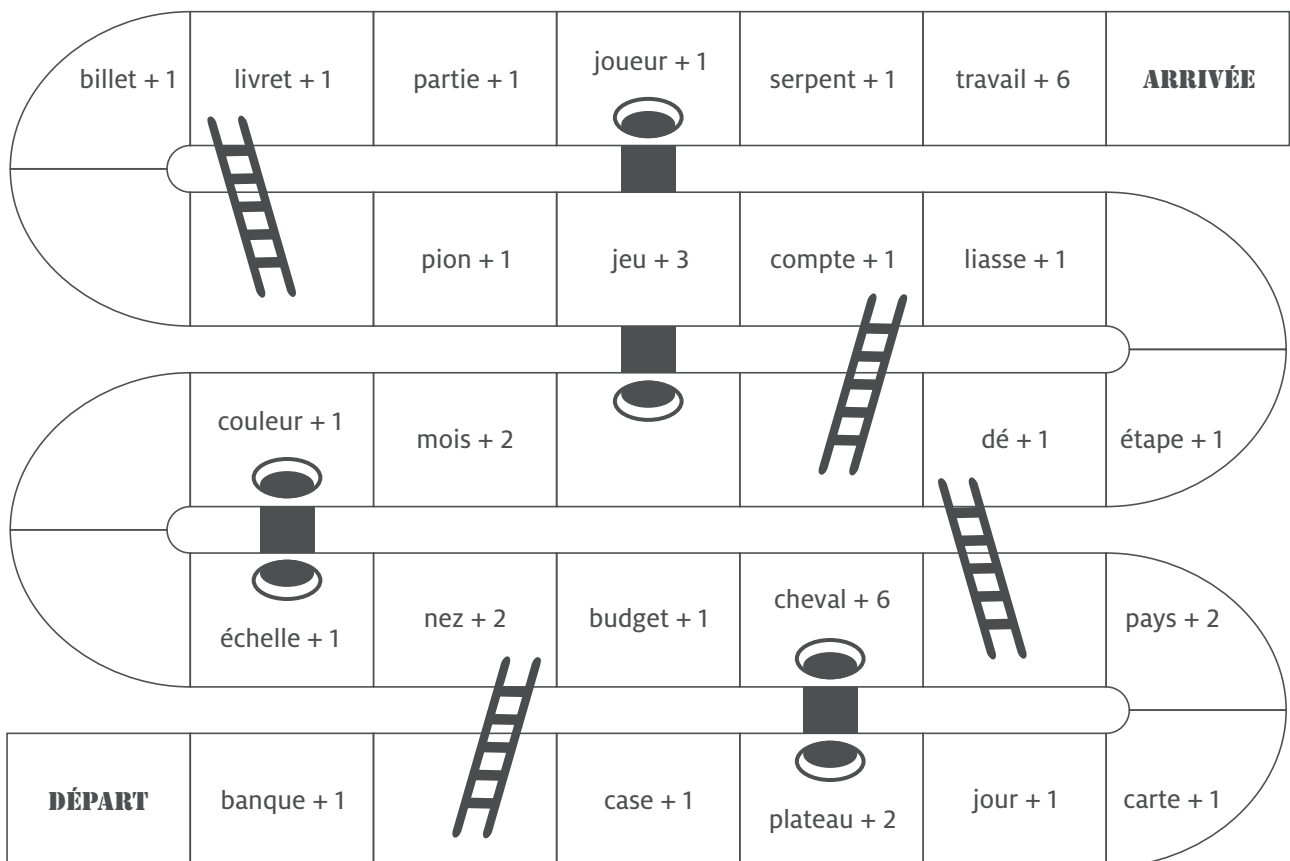 billet + 1
livret + 1
partie + 1
joueur + 1
serpent + 1
travail + 6
ARRIVÉE
pion + 1
jeu + 3
compte + 1
liasse + 1
couleur + 1
mois + 2
dé + 1
étape + 1
échelle + 1
nez + 2
budget + 1
cheval + 6
pays + 2
DÉPART
banque + 1
case + 1
plateau + 2
jour + 1
carte + 1